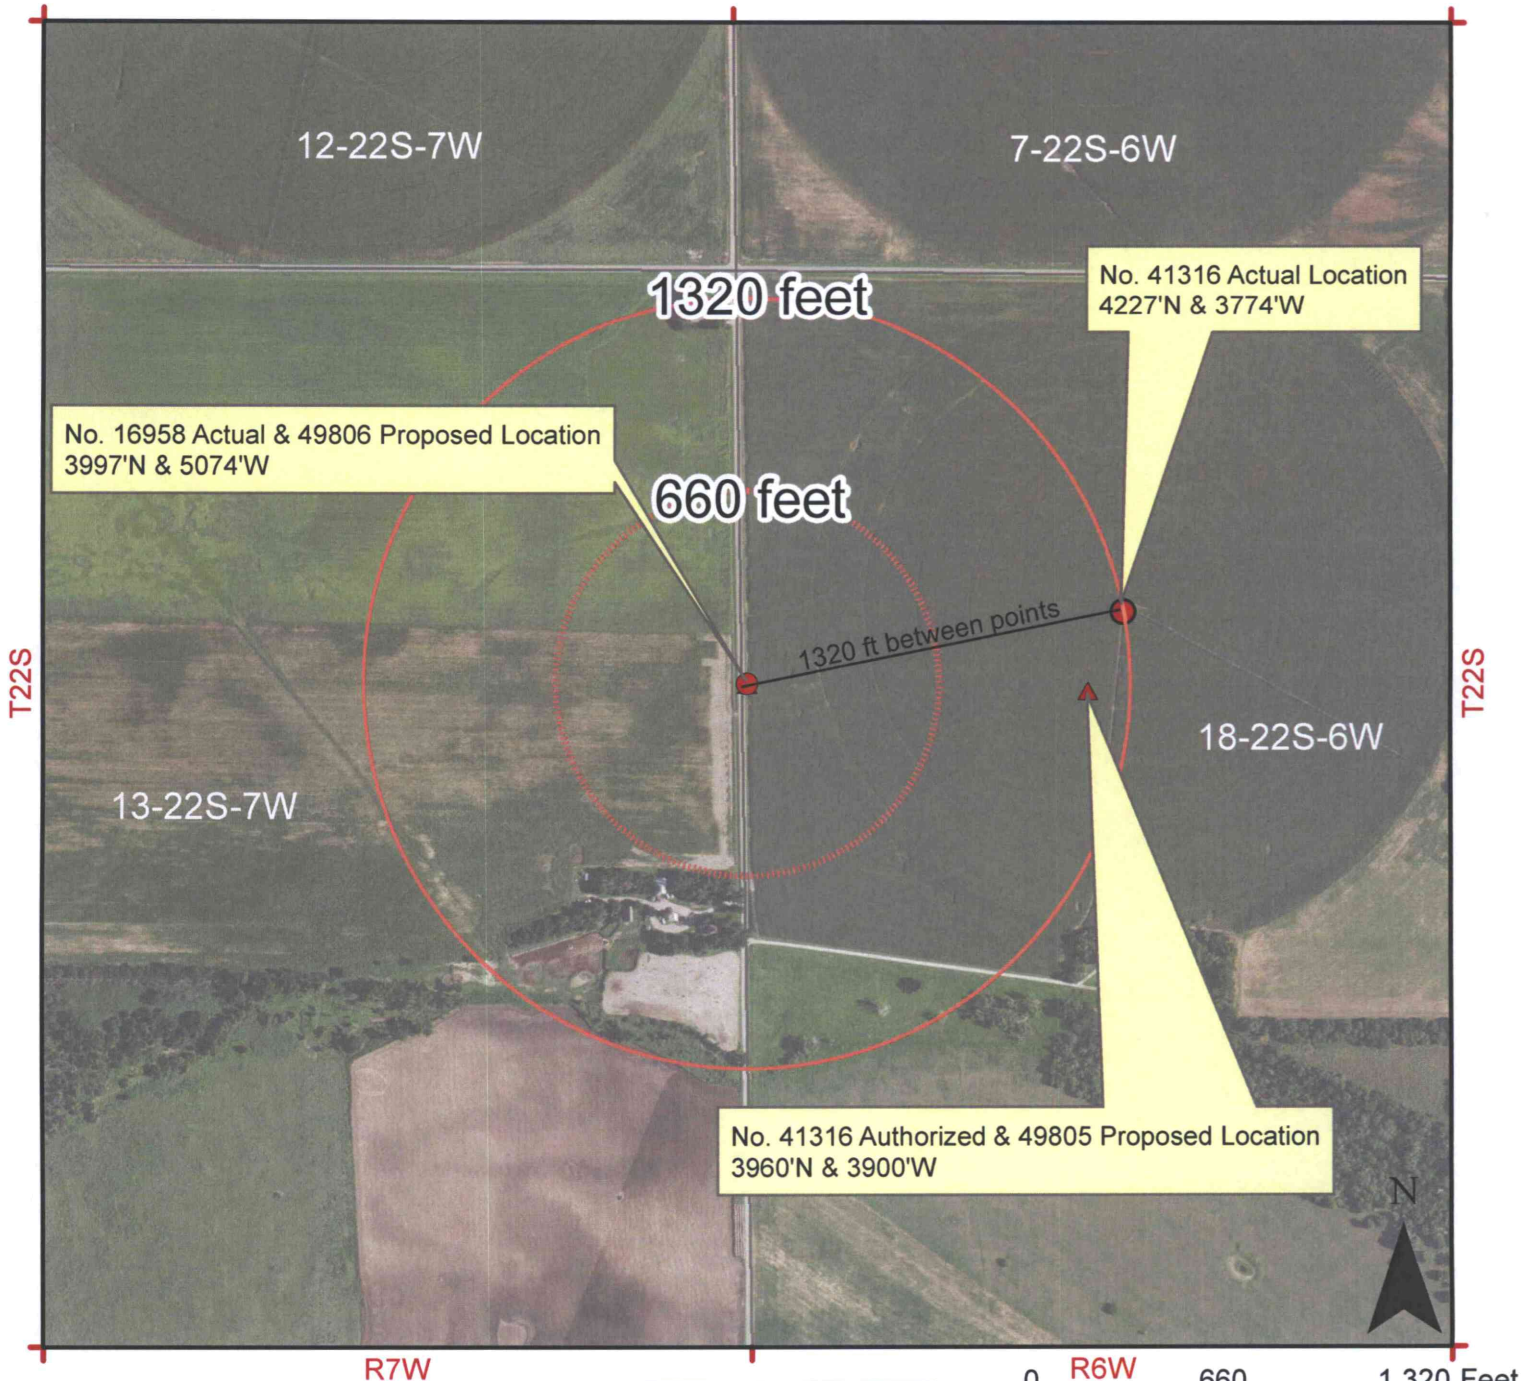 12-22S-7W
7-22S-6W
1320 feet
No. 41316 Actual Location
4227'N & 3774'W
No. 16958 Actual & 49806 Proposed Location
3997'N & 5074'W
660 feet
1320 ft between points
T22S
T22S
18-22S-6W
13-22S-7W
No. 41316 Authorized & 49805 Proposed Location
3960'N & 3900'W
N
R7W
R6W
0 660 1,320 Feet